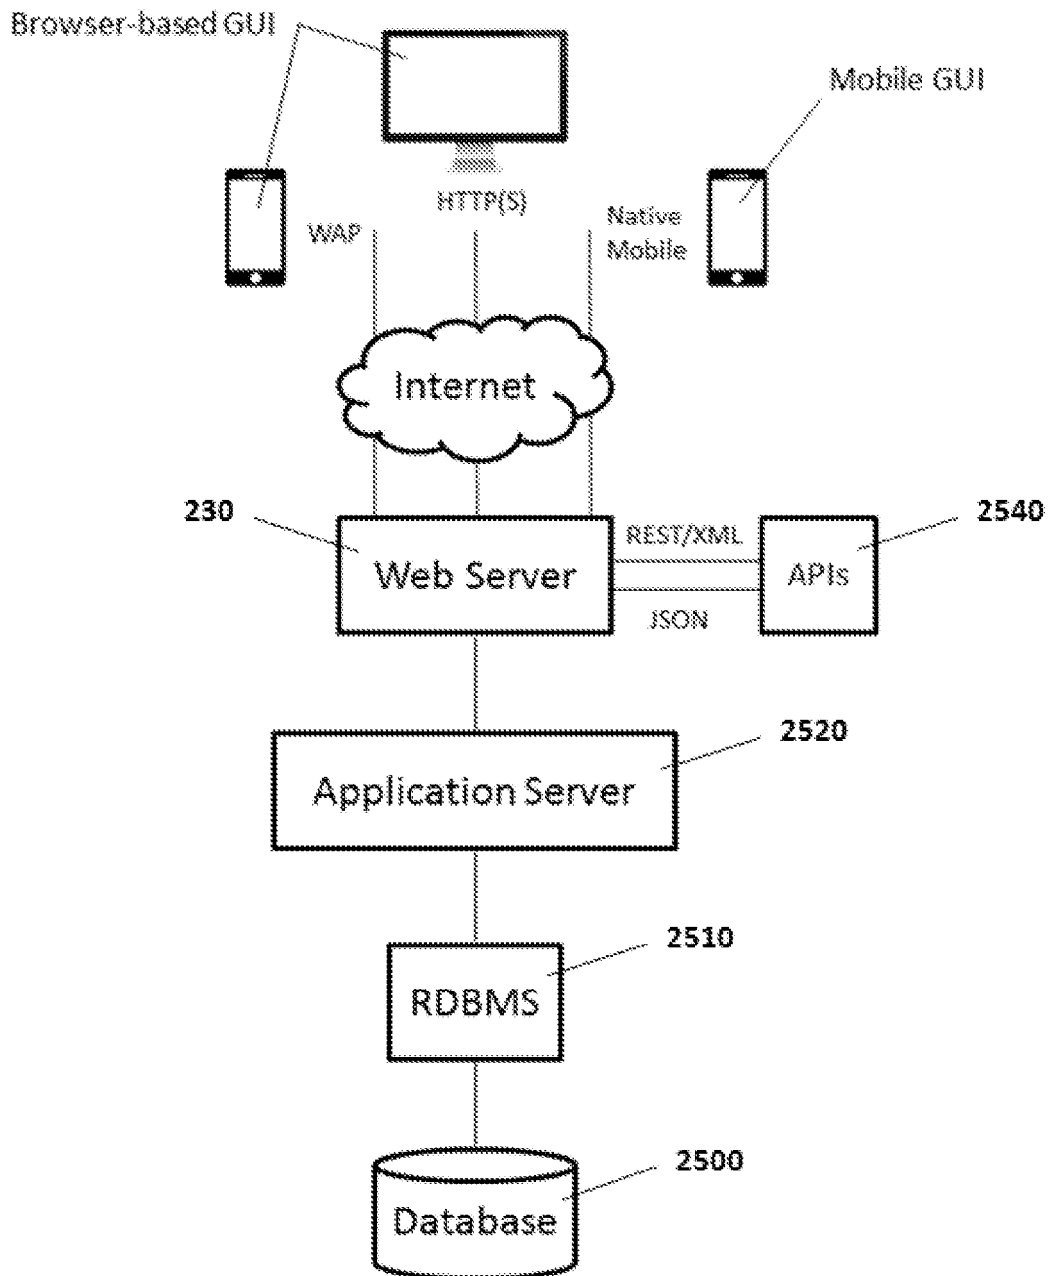 Browser-based GUI
Mobile GUI
HTTP(S)
WAP
Native
Mobile
Internet
230
2540
Web Server
REST/XML
APIs
JSON
2520
Application Server
2510
RDBMS
2500
Database